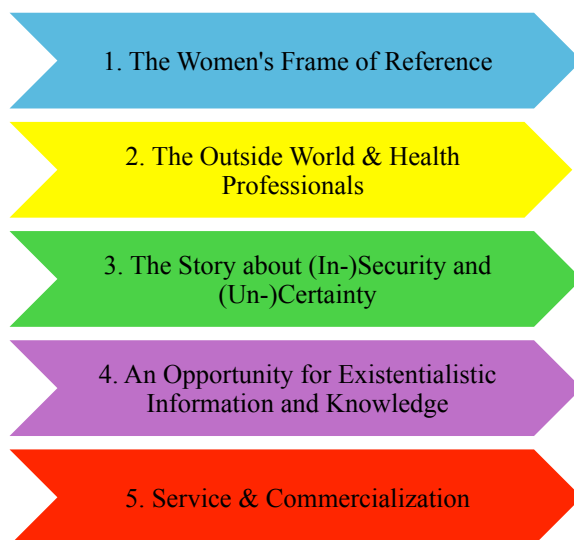 1. The Women's Frame of Reference
2. The Outside World & Health
Professionals
3. The Story about (In-)Security and
(Un-)Certainty
4. An Opportunity for Existentialistic
Information and Knowledge
5. Service & Commercialization